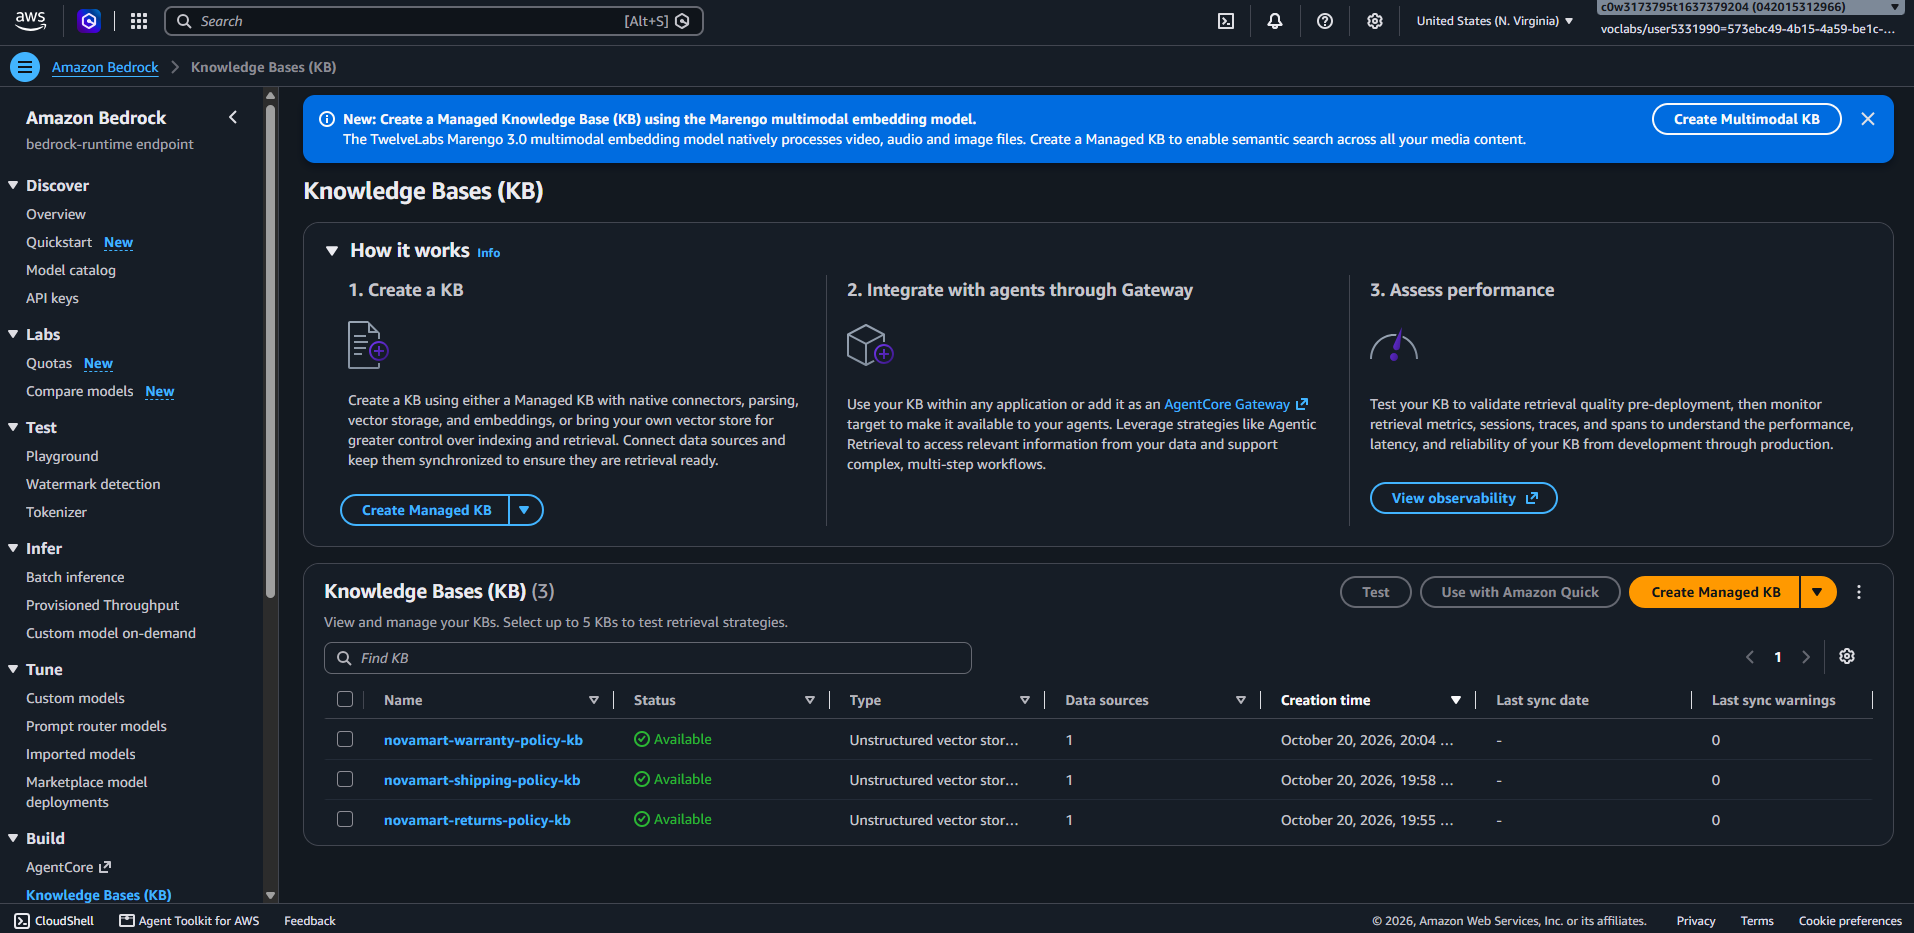 aws
Search
[Alt+S]
United States (N. Virginia)
c0w3173795t1637379204 (042015312966)
voclabs/user5331990=573ebc49-4b15-4a59-be1c-...
Amazon Bedrock
Knowledge Bases (KB)
Amazon Bedrock
bedrock-runtime endpoint
Discover
Overview
Quickstart New
Model catalog
API keys
Labs
Quotas New
Compare models New
Test
Playground
Watermark detection
Tokenizer
Infer
Batch inference
Provisioned Throughput
Custom model on-demand
Tune
Custom models
Prompt router models
Imported models
Marketplace model
deployments
Build
AgentCore
Knowledge Bases (KB)
New: Create a Managed Knowledge Base (KB) using the Marengo multimodal embedding model.
The TwelveLabs Marengo 3.0 multimodal embedding model natively processes video, audio and image files. Create a Managed KB to enable semantic search across all your media content.
Create Multimodal KB
Knowledge Bases (KB)
How it works Info
1. Create a KB
Create a KB using either a Managed KB with native connectors, parsing,
vector storage, and embeddings, or bring your own vector store for
greater control over indexing and retrieval. Connect data sources and
keep them synchronized to ensure they are retrieval ready.
Create Managed KB
2. Integrate with agents through Gateway
Use your KB within any application or add it as an AgentCore Gateway
target to make it available to your agents. Leverage strategies like Agentic
Retrieval to access relevant information from your data and support
complex, multi-step workflows.
3. Assess performance
Test your KB to validate retrieval quality pre-deployment, then monitor
retrieval metrics, sessions, traces, and spans to understand the performance,
latency, and reliability of your KB from development through production.
View observability
Knowledge Bases (KB) (3)
View and manage your KBs. Select up to 5 KBs to test retrieval strategies.
Test
Use with Amazon Quick
Create Managed KB
Find KB
1
Name Status Type Data sources Creation time Last sync date Last sync warnings
novamart-warranty-policy-kb Available Unstructured vector stor... 1 October 20, 2026, 20:04 ... - 0
novamart-shipping-policy-kb Available Unstructured vector stor... 1 October 20, 2026, 19:58 ... - 0
novamart-returns-policy-kb Available Unstructured vector stor... 1 October 20, 2026, 19:55 ... - 0
CloudShell
Agent Toolkit for AWS
Feedback
© 2026, Amazon Web Services, Inc. or its affiliates.
Privacy
Terms
Cookie preferences